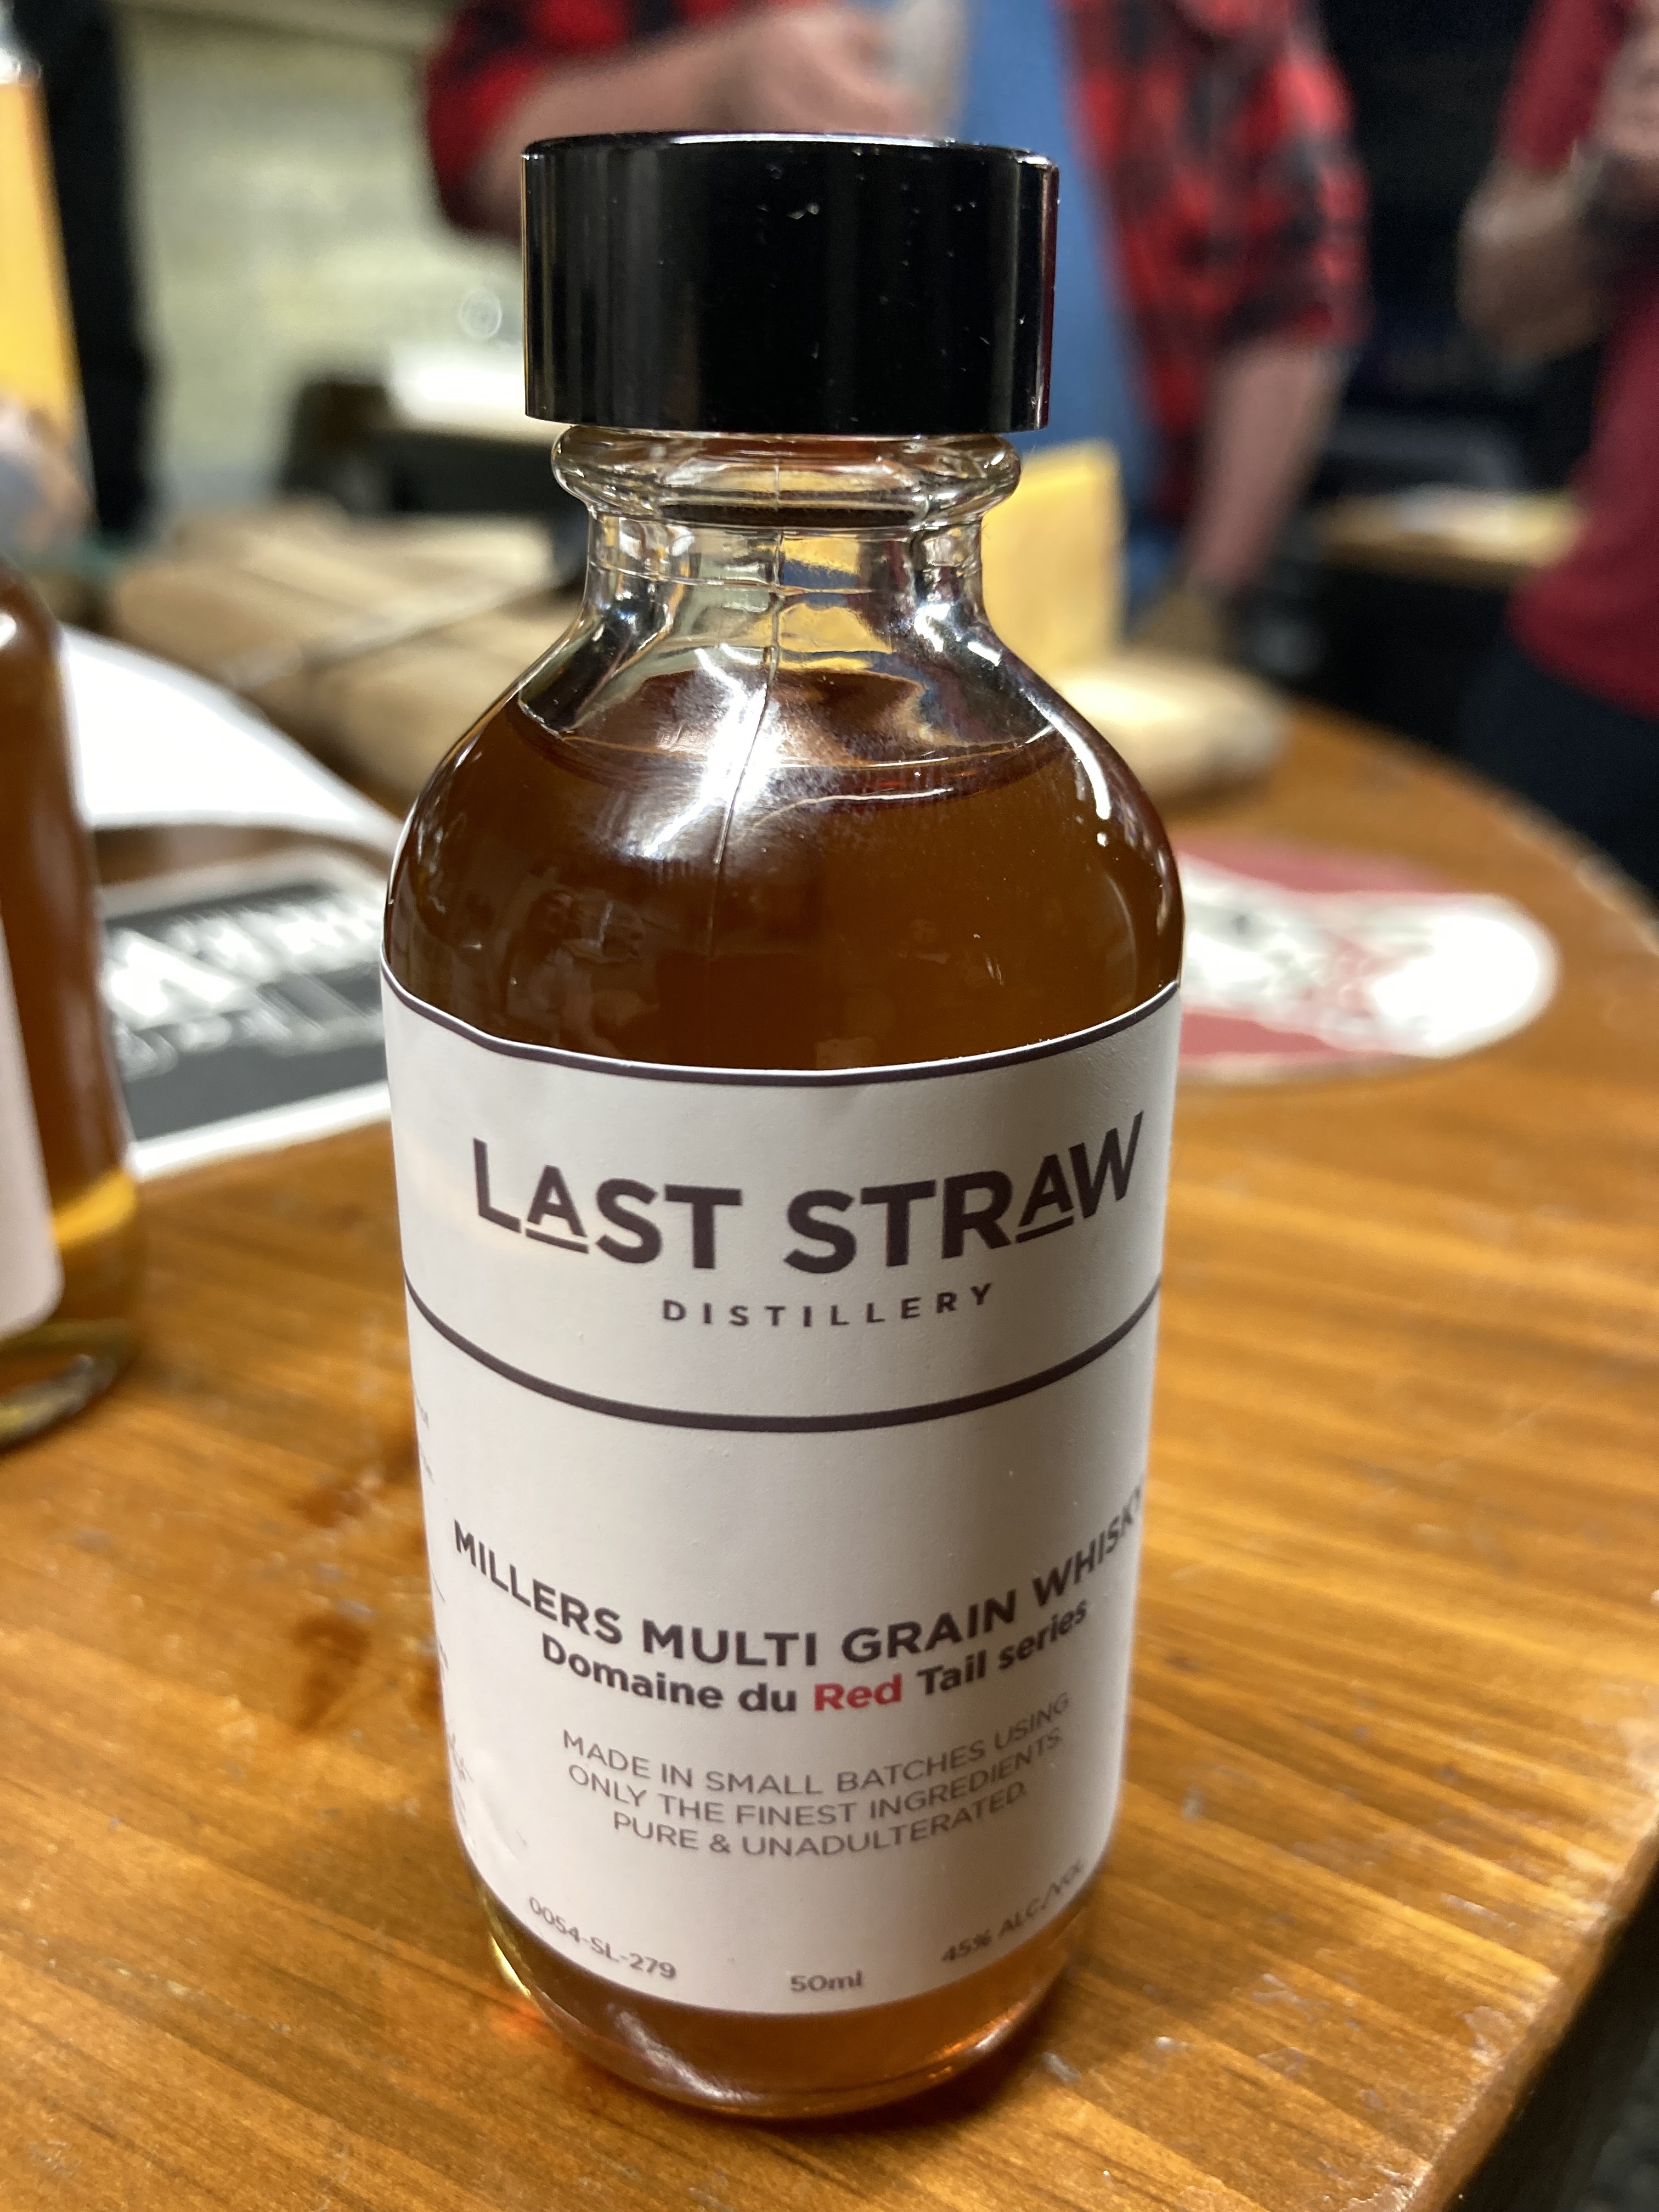 LAST STRAW
DISTILLERY
MILLERS MULTI GRAIN WHISKY
Domaine du Red Tail series
MADE IN SMALL BATCHES USING
ONLY THE FINEST INGREDIENTS.
PURE & UNADULTERATED.
0054-SL-279
50ml
45% ALC/VOL